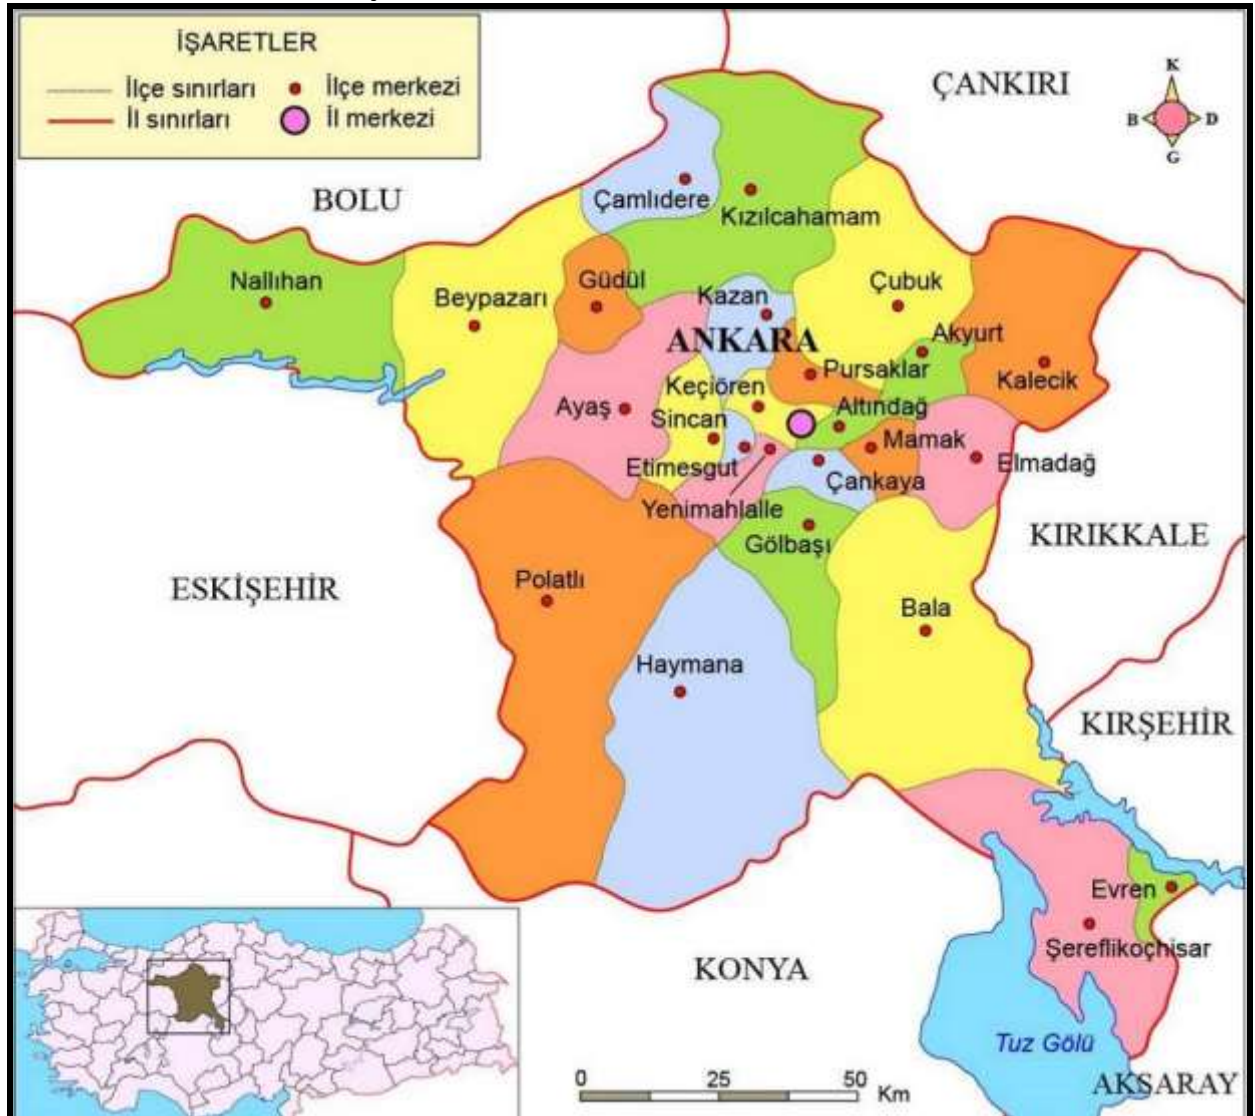 İŞARETLER
İlçe sınırları
İlçe merkezi
İl sınırları
İl merkezi
ÇANKIRI
K
B
D
G
BOLU
Çamlıdere
Kızılcahamam
Nallıhan
Beypazarı
Güdül
Kazan
Çubuk
ANKARA
Akyurt
Pursaklar
Kalecik
Keçiören
Ayaş
Sincan
Altındağ
Mamak
Elmadağ
Etimesgut
Çankaya
Yenimahlalle
Gölbaşı
KIRIKKALE
ESKİŞEHİR
Polatlı
Bala
Haymana
KIRŞEHİR
Evren
Şereflikoçhisar
KONYA
Tuz Gölü
AKSARAY
0 25 50 Km